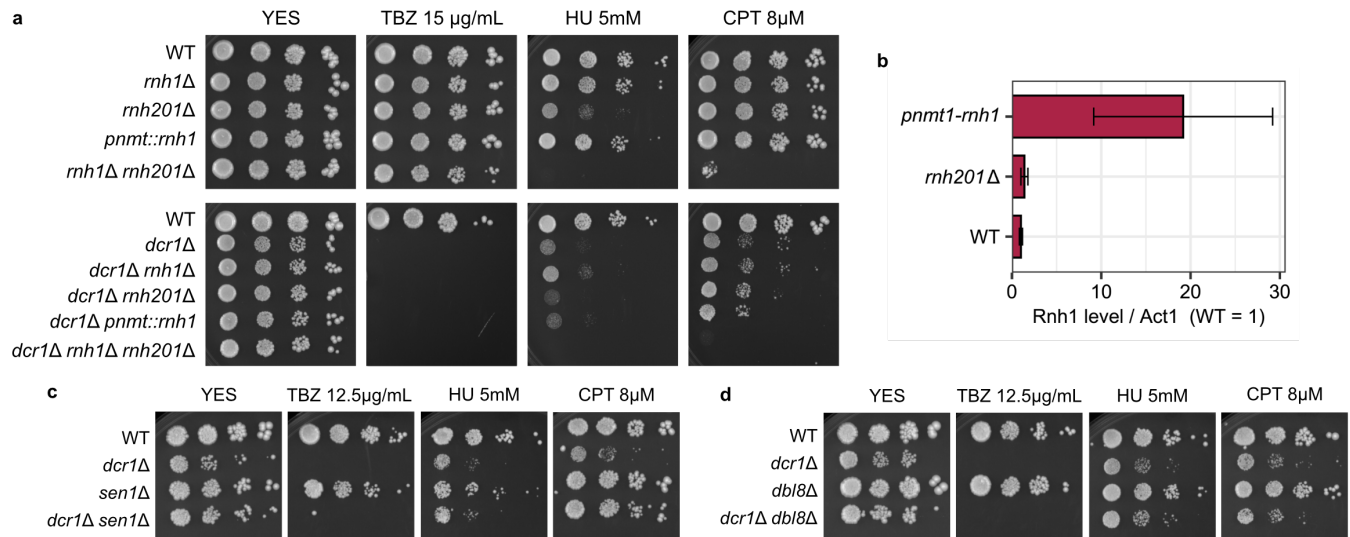 a
YES TBZ 15 µg/mL HU 5mM CPT 8µM
WT
rnh1Δ
rnh201Δ
pnmt::rnh1
rnh1Δ rnh201Δ
WT
dcr1Δ
dcr1Δ rnh1Δ
dcr1Δ rnh201Δ
dcr1Δ pnmt::rnh1
dcr1Δ rnh1Δ rnh201Δ
b
pnmt1-rnh1
rnh201Δ
WT
0 10 20 30
Rnh1 level / Act1 (WT = 1)
c
YES TBZ 12.5µg/mL HU 5mM CPT 8µM
WT
dcr1Δ
sen1Δ
dcr1Δ sen1Δ
d
YES TBZ 12.5µg/mL HU 5mM CPT 8µM
WT
dcr1Δ
dbl8Δ
dcr1Δ dbl8Δ